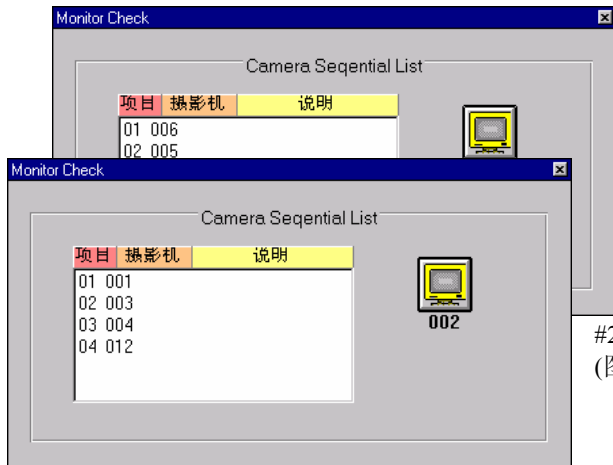 Monitor Check
Camera Seqential List
项目 摄影机 说明
01 006
02 005
Monitor Check
Camera Seqential List
项目 摄影机 说明
01 001
02 003
03 004
04 012
002
#2